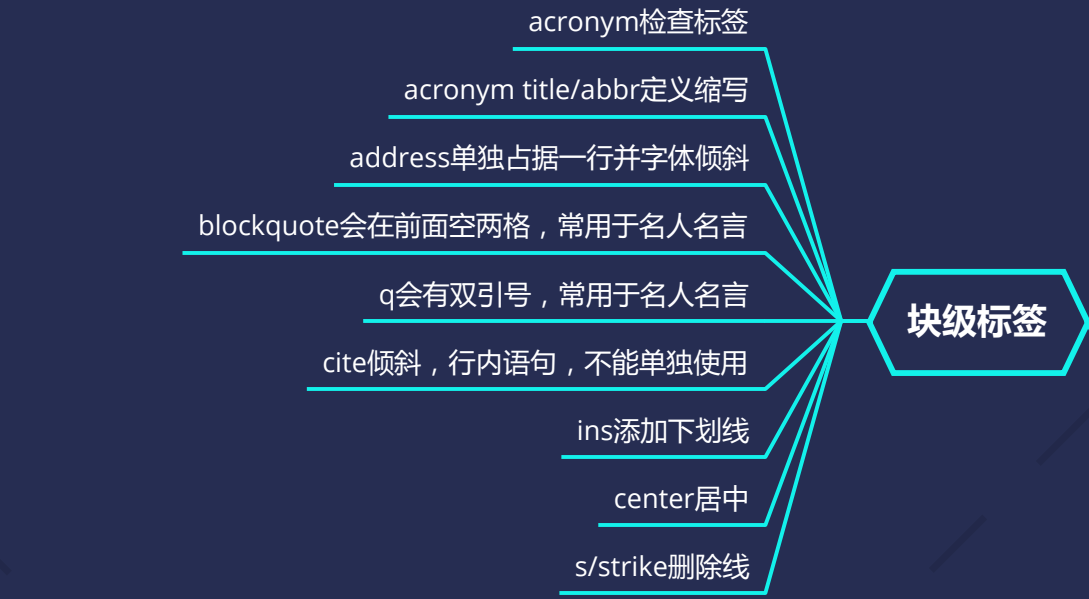 acronym检查标签
acronym title/abbr定义缩写
address单独占据一行并字体倾斜
blockquote会在前面空两格，常用于名人名言
q会有双引号，常用于名人名言
cite倾斜，行内语句，不能单独使用
ins添加下划线
center居中
s/strike删除线
块级标签